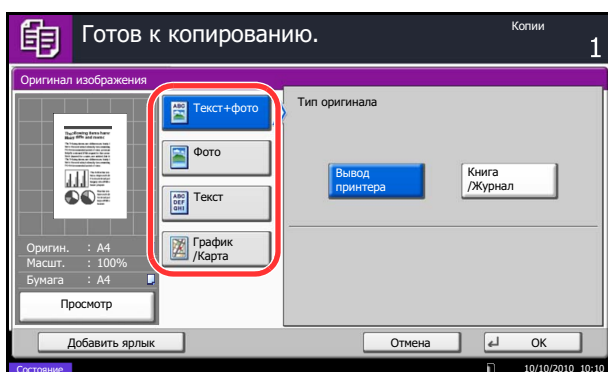 Готов к копированию.
Копии
1
Оригинал изображения
Текст+фото
Фото
Текст
График
/Карта
Тип оригинала
Вывод
принтера
Книга
/Журнал
Оригин. : A4
Масшт. : 100%
Бумага : A4
Просмотр
Добавить ярлык
Отмена
OK
Состояние
10/10/2010 10:10